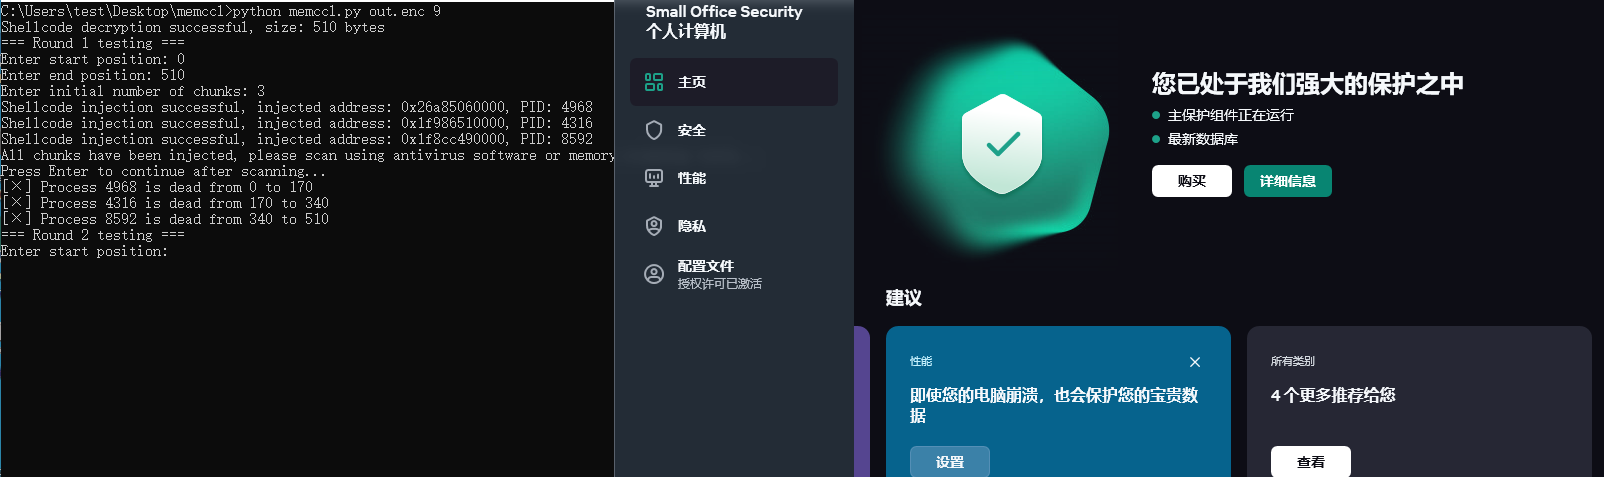 C:\Users\test\Desktop\memccl>python memccl.py out.enc 9
Shellcode decryption successful, size: 510 bytes
=== Round 1 testing ===
Enter start position: 0
Enter end position: 510
Enter initial number of chunks: 3
Shellcode injection successful, injected address: 0x26a85060000, PID: 4968
Shellcode injection successful, injected address: 0x1f986510000, PID: 4316
Shellcode injection successful, injected address: 0x1f8cc490000, PID: 8592
All chunks have been injected, please scan using antivirus software or memory
Press Enter to continue after scanning...
[×] Process 4968 is dead from 0 to 170
[×] Process 4316 is dead from 170 to 340
[×] Process 8592 is dead from 340 to 510
=== Round 2 testing ===
Enter start position:
Small Office Security
个人计算机
主页
安全
性能
隐私
配置文件
授权许可已激活
您已处于我们强大的保护之中
主保护组件正在运行
最新数据库
购买
详细信息
建议
性能
即使您的电脑崩溃，也会保护您的宝贵数
据
设置
所有类别
4 个更多推荐给您
查看